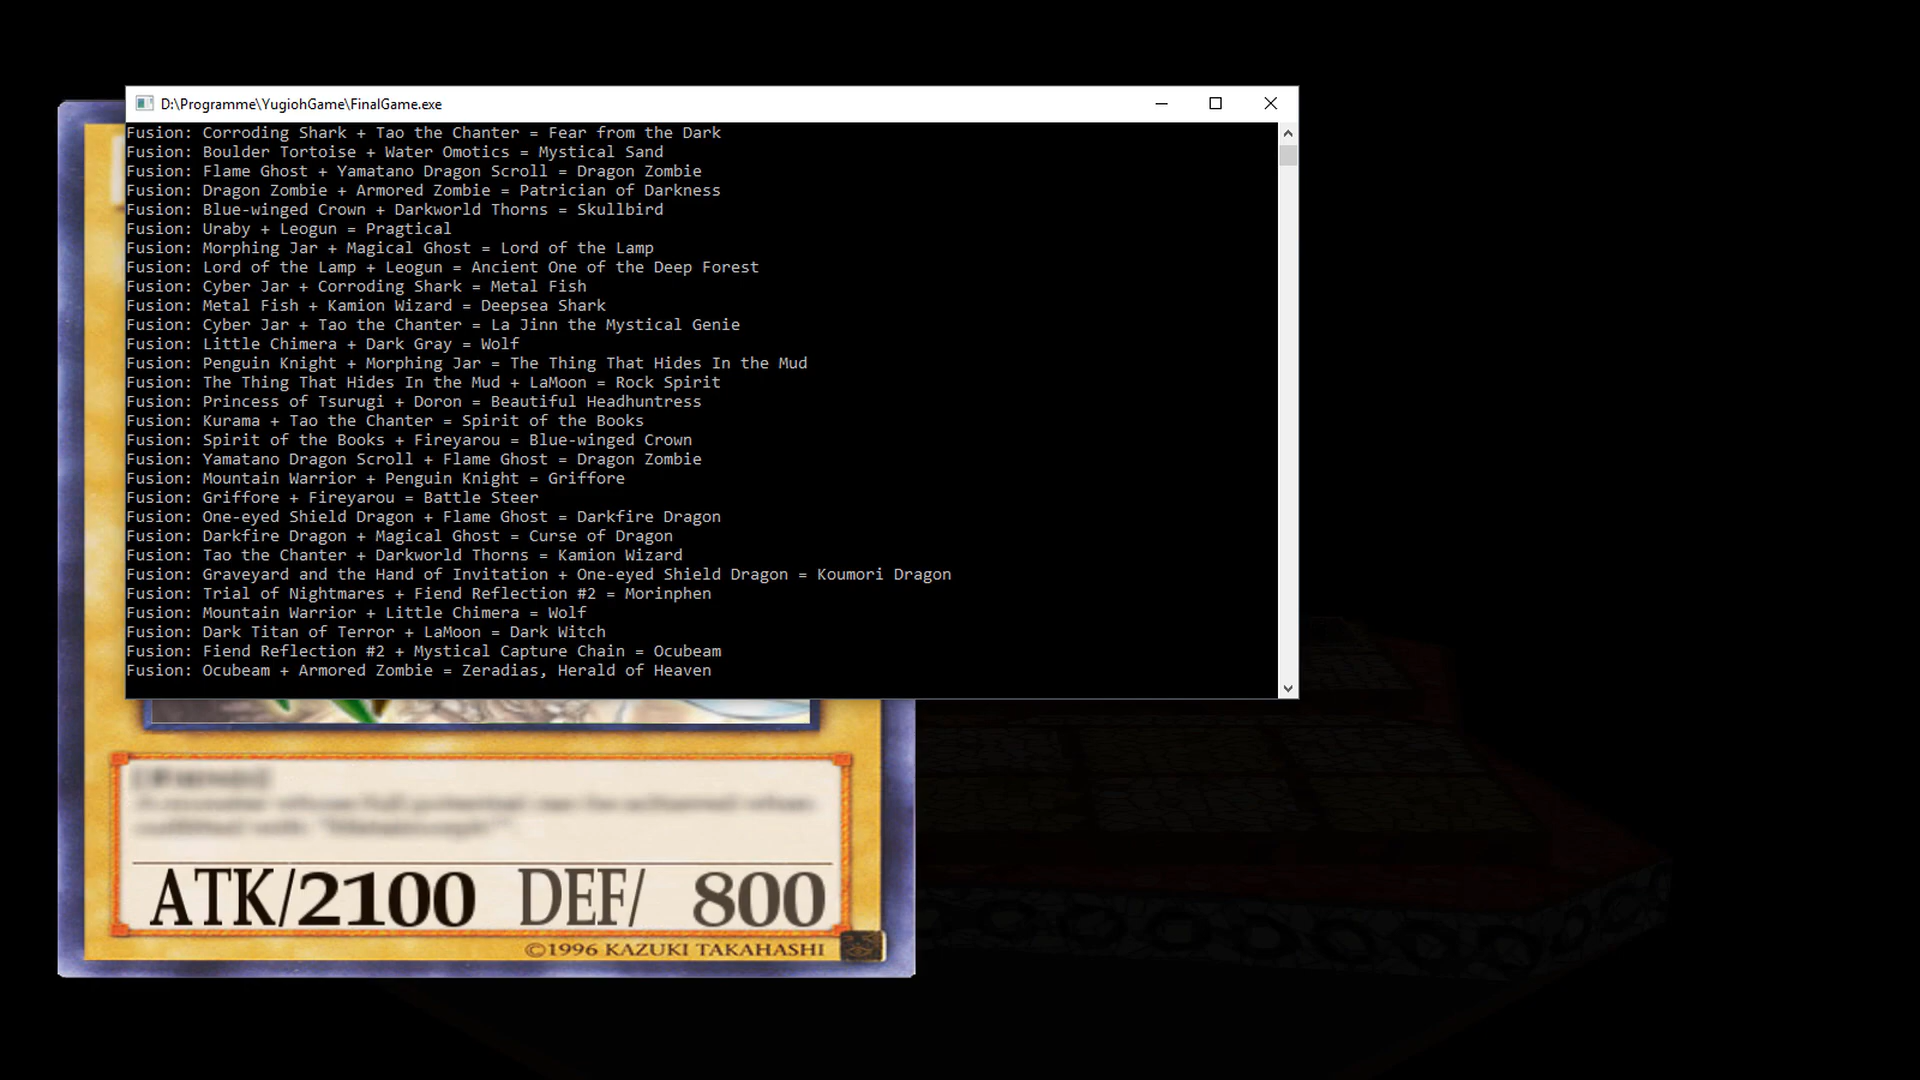 D:\Programme\YugiohGame\FinalGame.exe
Fusion: Corroding Shark + Tao the Chanter = Fear from the Dark
Fusion: Boulder Tortoise + Water Omotics = Mystical Sand
Fusion: Flame Ghost + Yamatano Dragon Scroll = Dragon Zombie
Fusion: Dragon Zombie + Armored Zombie = Patrician of Darkness
Fusion: Blue-winged Crown + Darkworld Thorns = Skullbird
Fusion: Uraby + Leogun = Pragtical
Fusion: Morphing Jar + Magical Ghost = Lord of the Lamp
Fusion: Lord of the Lamp + Leogun = Ancient One of the Deep Forest
Fusion: Cyber Jar + Corroding Shark = Metal Fish
Fusion: Metal Fish + Kamion Wizard = Deepsea Shark
Fusion: Cyber Jar + Tao the Chanter = La Jinn the Mystical Genie
Fusion: Little Chimera + Dark Gray = Wolf
Fusion: Penguin Knight + Morphing Jar = The Thing That Hides In the Mud
Fusion: The Thing That Hides In the Mud + LaMoon = Rock Spirit
Fusion: Princess of Tsurugi + Doron = Beautiful Headhuntress
Fusion: Kurama + Tao the Chanter = Spirit of the Books
Fusion: Spirit of the Books + Fireyarou = Blue-winged Crown
Fusion: Yamatano Dragon Scroll + Flame Ghost = Dragon Zombie
Fusion: Mountain Warrior + Penguin Knight = Griffore
Fusion: Griffore + Fireyarou = Battle Steer
Fusion: One-eyed Shield Dragon + Flame Ghost = Darkfire Dragon
Fusion: Darkfire Dragon + Magical Ghost = Curse of Dragon
Fusion: Tao the Chanter + Darkworld Thorns = Kamion Wizard
Fusion: Graveyard and the Hand of Invitation + One-eyed Shield Dragon = Koumori Dragon
Fusion: Trial of Nightmares + Fiend Reflection #2 = Morinphen
Fusion: Mountain Warrior + Little Chimera = Wolf
Fusion: Dark Titan of Terror + LaMoon = Dark Witch
Fusion: Fiend Reflection #2 + Mystical Capture Chain = Ocubeam
Fusion: Ocubeam + Armored Zombie = Zeradias, Herald of Heaven
ATK/2100 DEF/ 800
©1996 KAZUKI TAKAHASHI